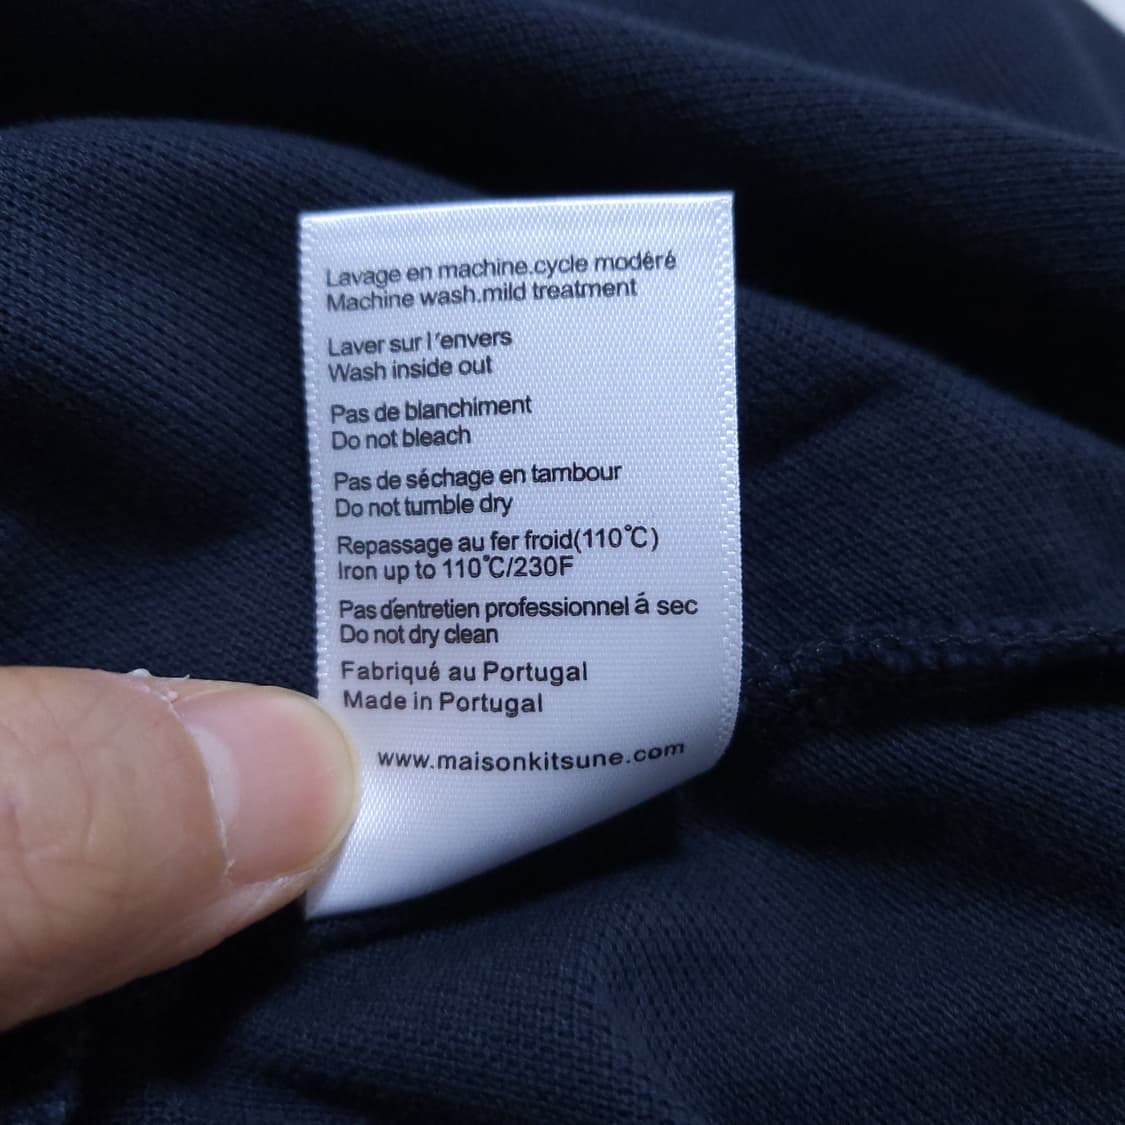 Lavage en machine.cycle modéré
Machine wash.mild treatment
Laver sur l'envers
Wash inside out
Pas de blanchiment
Do not bleach
Pas de séchage en tambour
Do not tumble dry
Repassage au fer froid(110℃)
Iron up to 110℃/230F
Pas d'entretien professionnel á sec
Do not dry clean
Fabriqué au Portugal
Made in Portugal
www.maisonkitsune.com